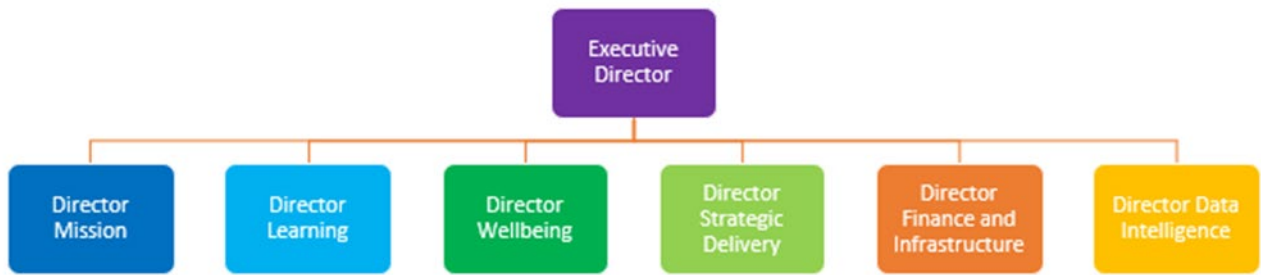 Executive
Director
Director
Mission
Director
Learning
Director
Wellbeing
Director
Strategic
Delivery
Director
Finance and
Infrastructure
Director Data
Intelligence